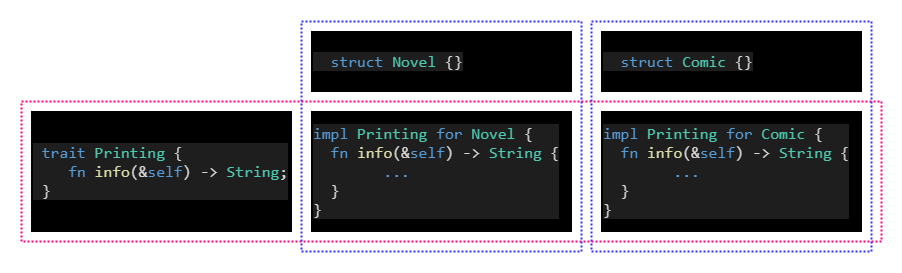 struct Novel {}
struct Comic {}
trait Printing {
fn info(&self) -> String;
}
impl Printing for Novel {
fn info(&self) -> String {
...
}
}
impl Printing for Comic {
fn info(&self) -> String {
...
}
}